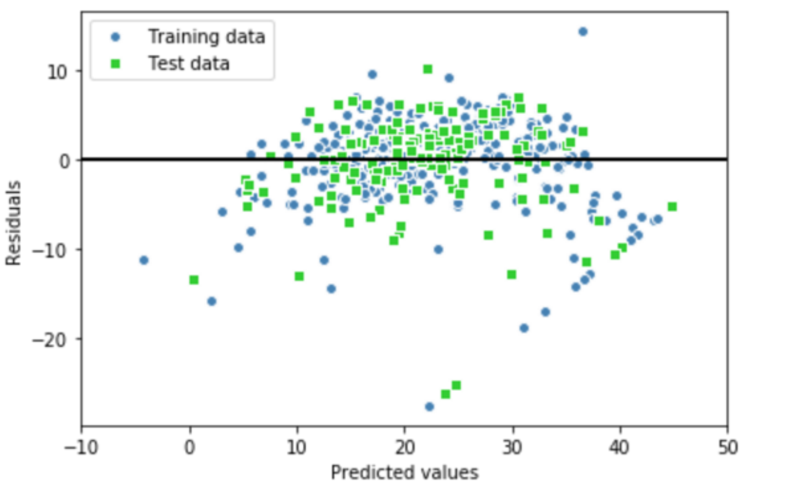 Training data
Test data
10
0
−10
−20
Residuals
−10
0
10
20
30
40
50
Predicted values